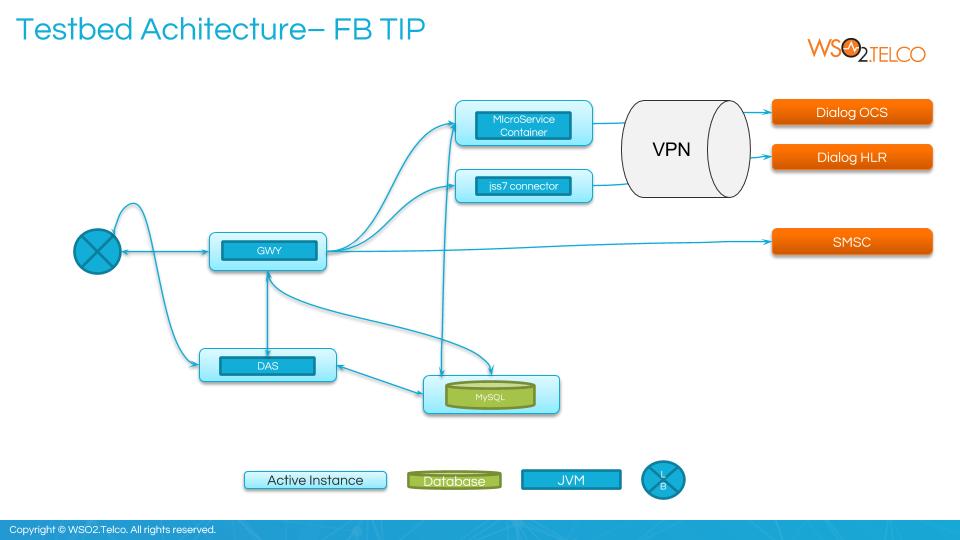 Testbed Achitecture– FB TIP
WSO2.TELCO
MIcroService
Container
Dialog OCS
VPN
Dialog HLR
jss7 connector
SMSC
GWY
DAS
MySQL
Active Instance
Database
JVM
L
B
Copyright © WSO2.Telco. All rights reserved.